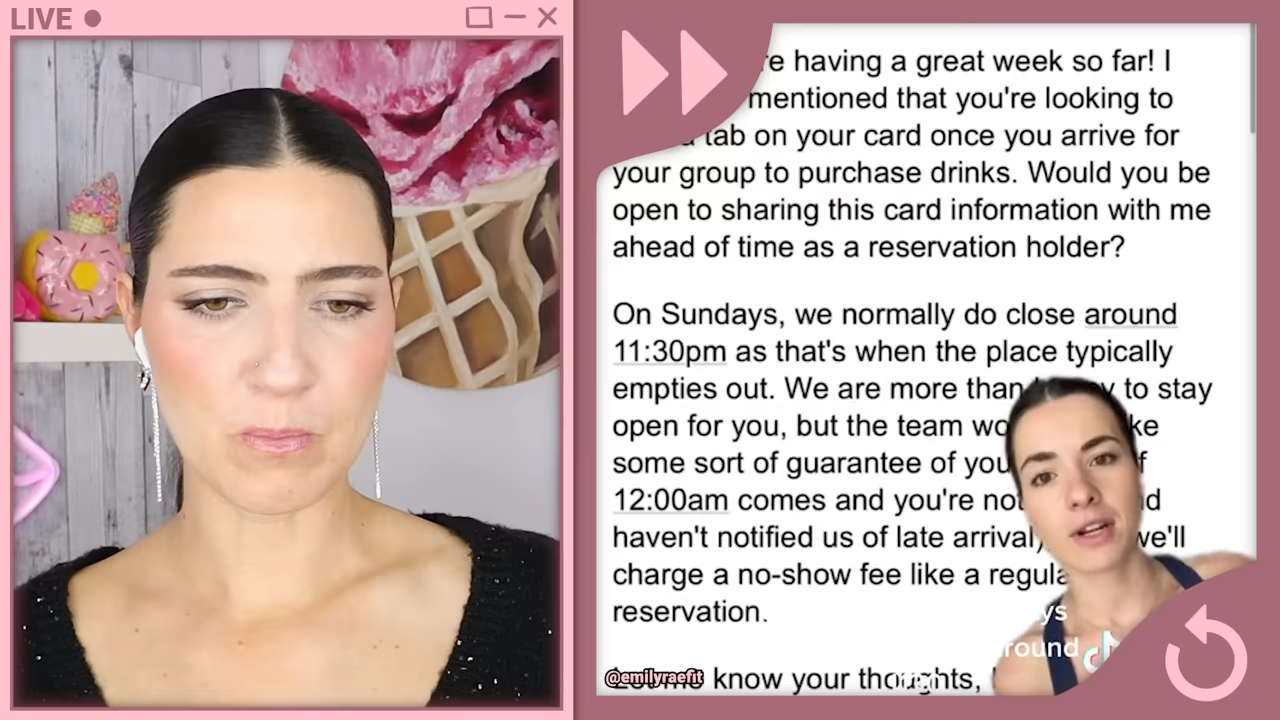 LIVE
re having a great week so far! I
mentioned that you're looking to
tab on your card once you arrive for
your group to purchase drinks. Would you be
open to sharing this card information with me
ahead of time as a reservation holder?
On Sundays, we normally do close around
11:30pm as that's when the place typically
empties out. We are more than to stay
open for you, but the team
some sort of guarantee of
12:00am comes and you're
haven't notified us of late arrival) we'll
charge a no-show fee like a
reservation.
know your thoughts,
@emilyraefit